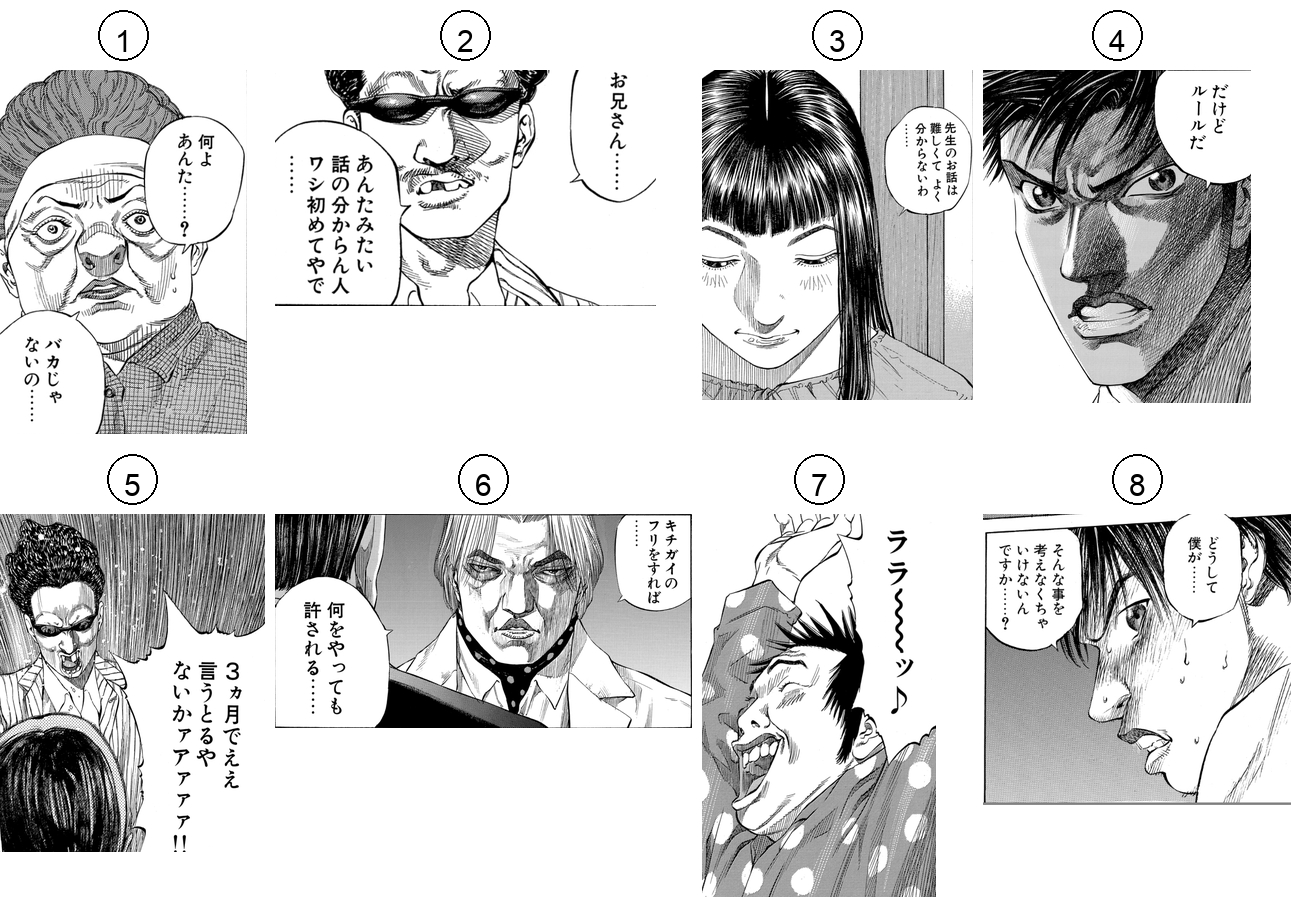 1
何よ
あんた……?
バカじゃ
ないの……
2
お兄さん……
あんたみたい
話の分からん人
ワシ初めてやで
……
3
先生のお話は
難しくて よく
分からないわ
……
4
だけど
ルールだ
5
3ヵ月でええ
言うとるや
ないかァァァァ!!
6
キチガイの
フリをすれば
……
何をやっても
許される……
7
ララ〜〜〜ッ♪
8
どうして
僕が……
そんな事を
考えなくちゃ
いけないん
ですか……?